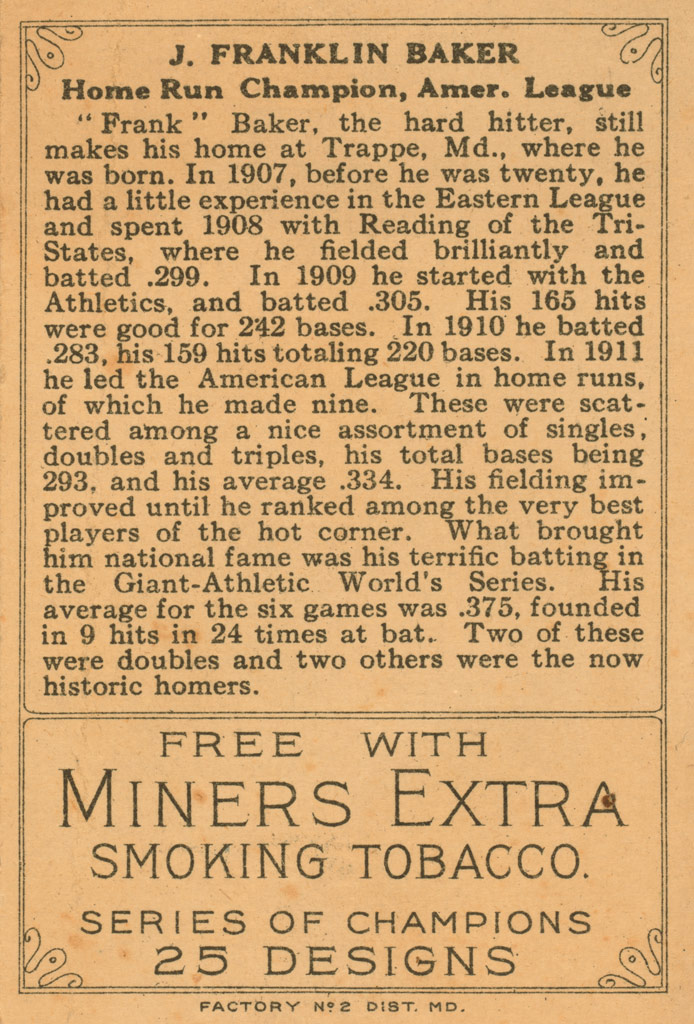 J. FRANKLIN BAKER
Home Run Champion, Amer. League
"Frank" Baker, the hard hitter, still
makes his home at Trappe, Md., where he
was born. In 1907, before he was twenty, he
had a little experience in the Eastern League
and spent 1908 with Reading of the Tri-
States, where he fielded brilliantly and
batted .299. In 1909 he started with the
Athletics, and batted .305. His 165 hits
were good for 242 bases. In 1910 he batted
.283, his 159 hits totaling 220 bases. In 1911
he led the American League in home runs,
of which he made nine. These were scat-
tered among a nice assortment of singles,
doubles and triples, his total bases being
293, and his average .334. His fielding im-
proved until he ranked among the very best
players of the hot corner. What brought
him national fame was his terrific batting in
the Giant-Athletic World's Series. His
average for the six games was .375, founded
in 9 hits in 24 times at bat. Two of these
were doubles and two others were the now
historic homers.
FREE WITH
MINERS EXTRA
SMOKING TOBACCO.
SERIES OF CHAMPIONS
25 DESIGNS
FACTORY Nº 2 DIST. MD.